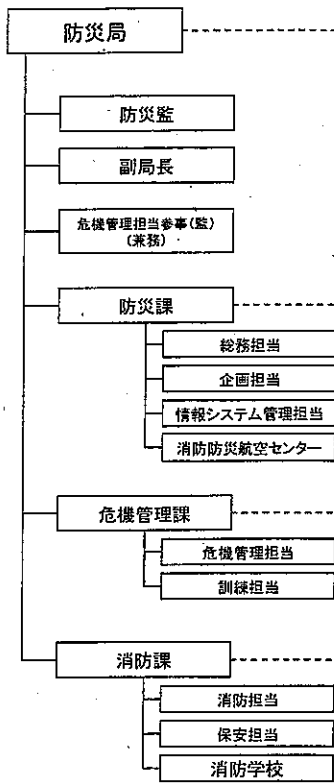 防災局
防災監
副局長
危機管理担当参事(監)
(兼務)
防災課
総務担当
企画担当
情報システム管理担当
消防防災航空センター
危機管理課
危機管理担当
訓練担当
消防課
消防担当
保安担当
消防学校